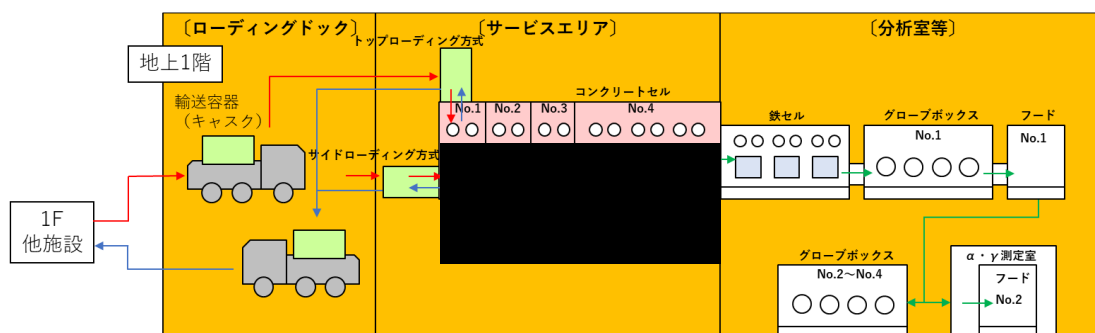 〔ローディングドック〕
〔サービスエリア〕
〔分析室等〕
トップローディング方式
地上1階
輸送容器
（キャスク）
コンクリートセル
No.1
No.2
No.3
No.4
サイドローディング方式
鉄セル
グローブボックス
No.1
フード
No.1
1F
他施設
グローブボックス
No.2～No.4
α・γ測定室
フード
No.2